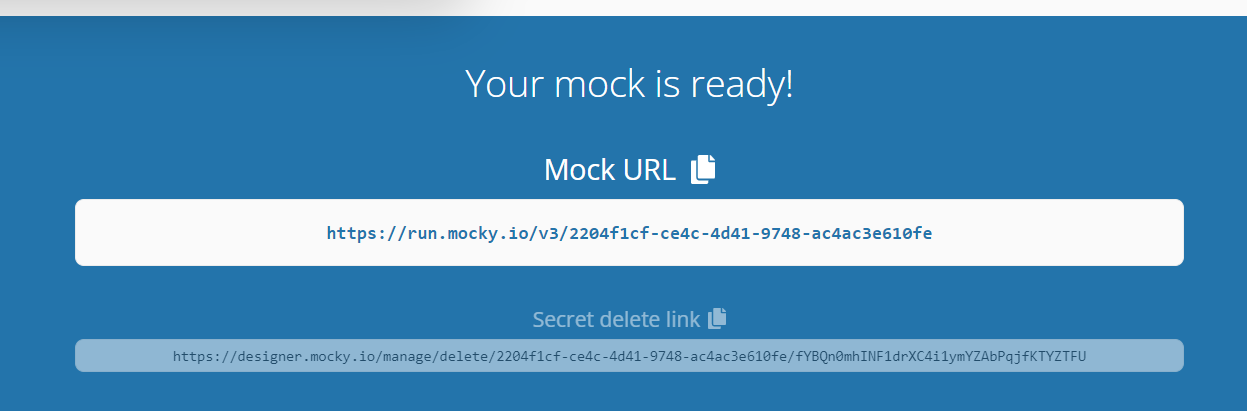 Your mock is ready!
Mock URL
https://run.mocky.io/v3/2204f1cf-ce4c-4d41-9748-ac4ac3e610fe
Secret delete link
https://designer.mocky.io/manage/delete/2204f1cf-ce4c-4d41-9748-ac4ac3e610fe/fYBQn0mhINF1drXC4i1ymYZAbPqjfKTYZTFU